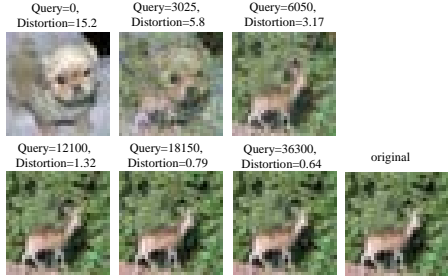 Query=0,
Distortion=15.2
Query=3025,
Distortion=5.8
Query=6050,
Distortion=3.17
Query=12100,
Distortion=1.32
Query=18150,
Distortion=0.79
Query=36300,
Distortion=0.64
original